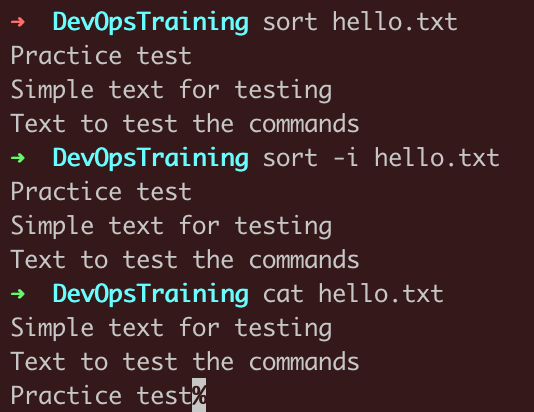 ➜ DevOpsTraining sort hello.txt
Practice test
Simple text for testing
Text to test the commands
➜ DevOpsTraining sort -i hello.txt
Practice test
Simple text for testing
Text to test the commands
➜ DevOpsTraining cat hello.txt
Simple text for testing
Text to test the commands
Practice test%